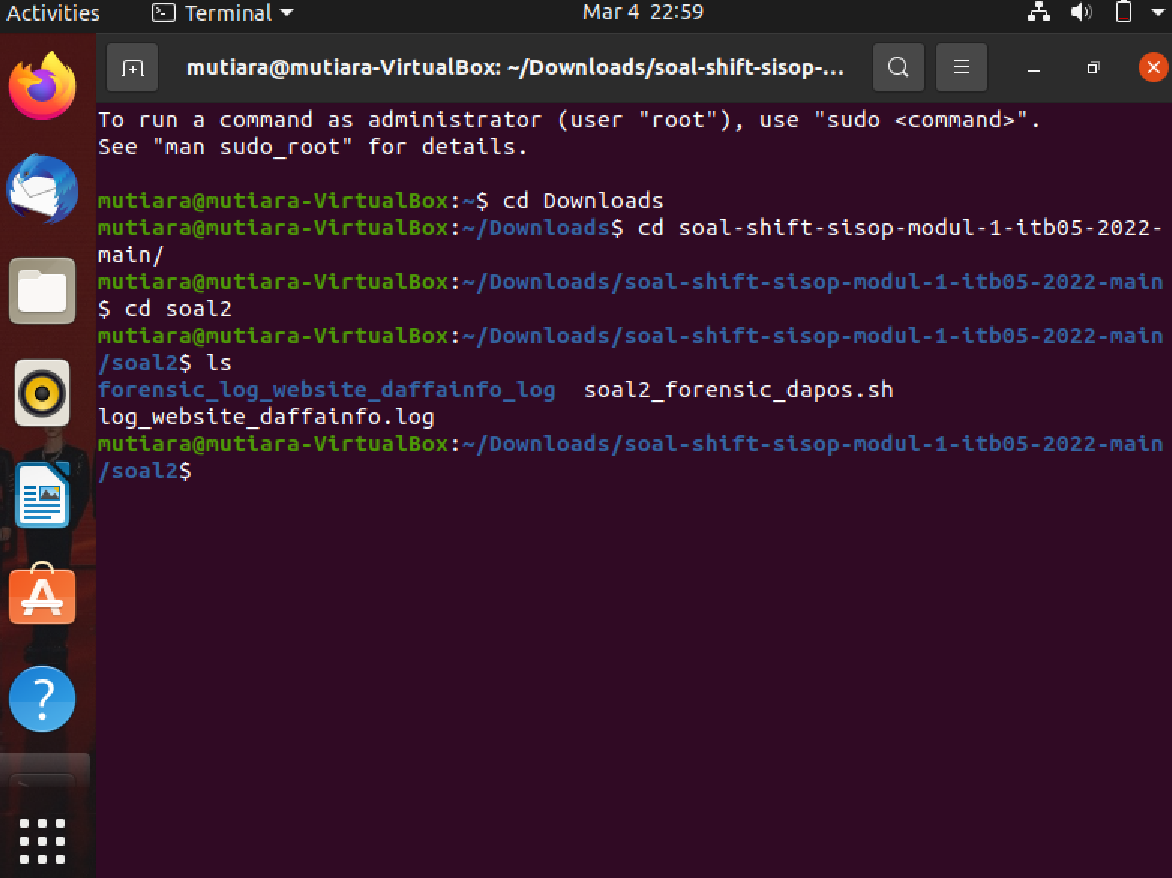 Activities Terminal Mar 4 22:59
mutiara@mutiara-VirtualBox: ~/Downloads/soal-shift-sisop-...
To run a command as administrator (user "root"), use "sudo <command>".
See "man sudo_root" for details.
mutiara@mutiara-VirtualBox:~$ cd Downloads
mutiara@mutiara-VirtualBox:~/Downloads$ cd soal-shift-sisop-modul-1-itb05-2022-
main/
mutiara@mutiara-VirtualBox:~/Downloads/soal-shift-sisop-modul-1-itb05-2022-main
$ cd soal2
mutiara@mutiara-VirtualBox:~/Downloads/soal-shift-sisop-modul-1-itb05-2022-main
/soal2$ ls
forensic_log_website_daffainfo_log  soal2_forensic_dapos.sh
log_website_daffainfo.log
mutiara@mutiara-VirtualBox:~/Downloads/soal-shift-sisop-modul-1-itb05-2022-main
/soal2$